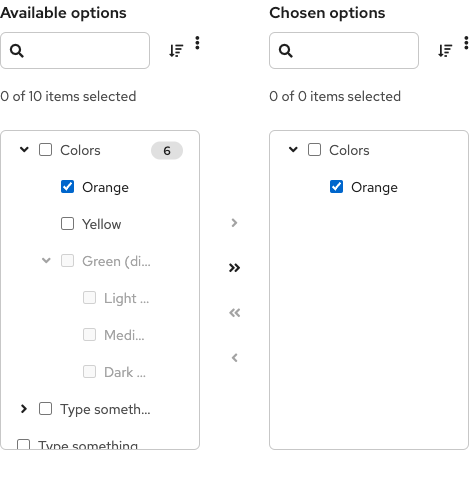 Available options
0 of 10 items selected
Colors 6
Orange
Yellow
Green (di...
Light ...
Medi...
Dark ...
Type someth...
Type something
Chosen options
0 of 0 items selected
Colors
Orange